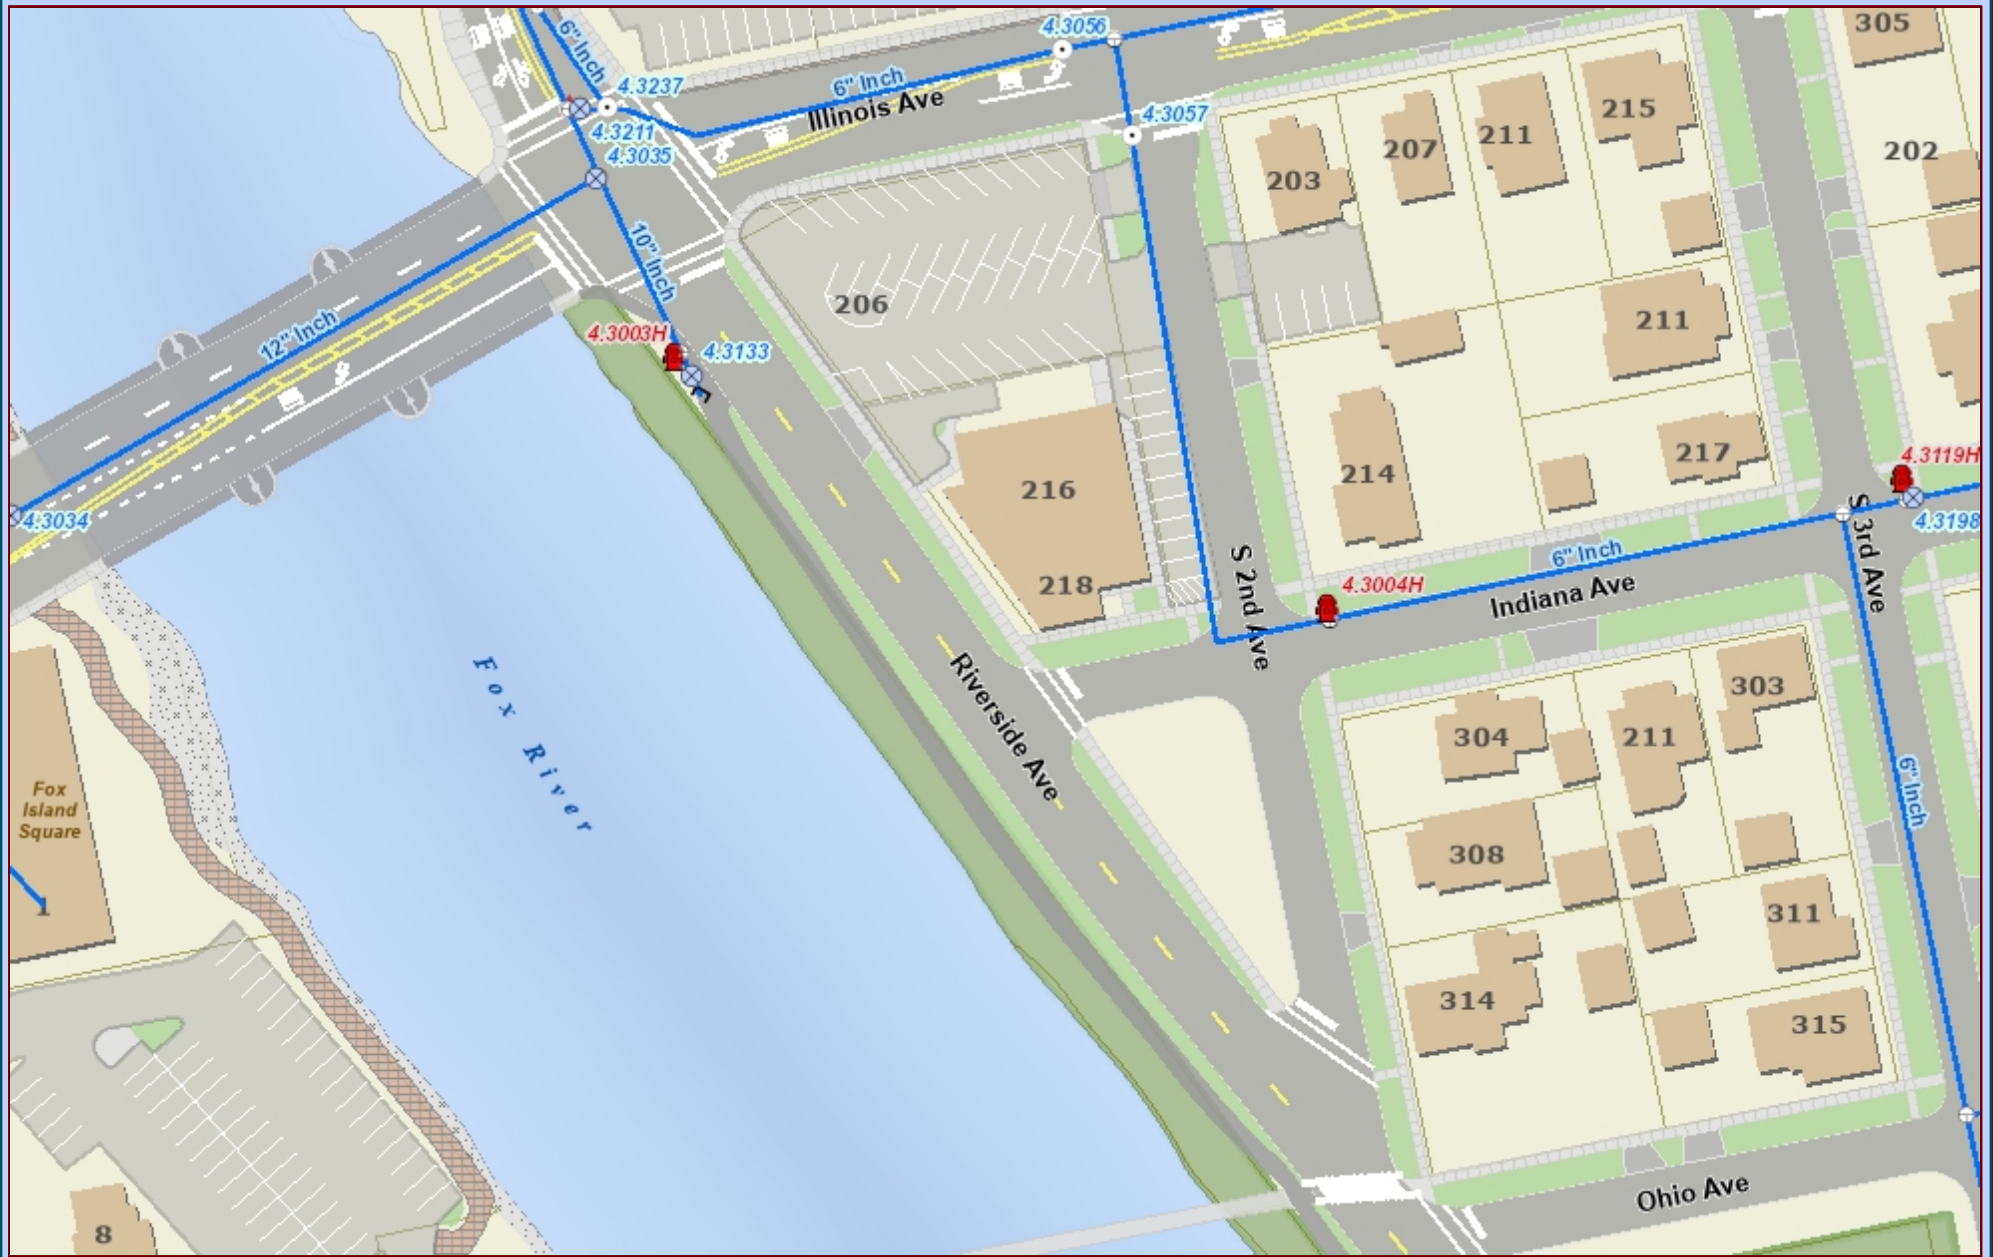 305
4.3056
6" Inch
4.3237
6" Inch
Illinois Ave
4.3057
215
207
211
4.3211
4.3035
203
202
10" Inch
206
12" Inch
4.3003H
4.3133
211
214
217
4.3119H
216
4.3034
4.3198
S 3rd Ave
6" Inch
S 2nd Ave
218
4.3004H
Indiana Ave
Fox River
Riverside Ave
303
304
211
Fox
Island
Square
6" Inch
308
1
311
314
315
Ohio Ave
8